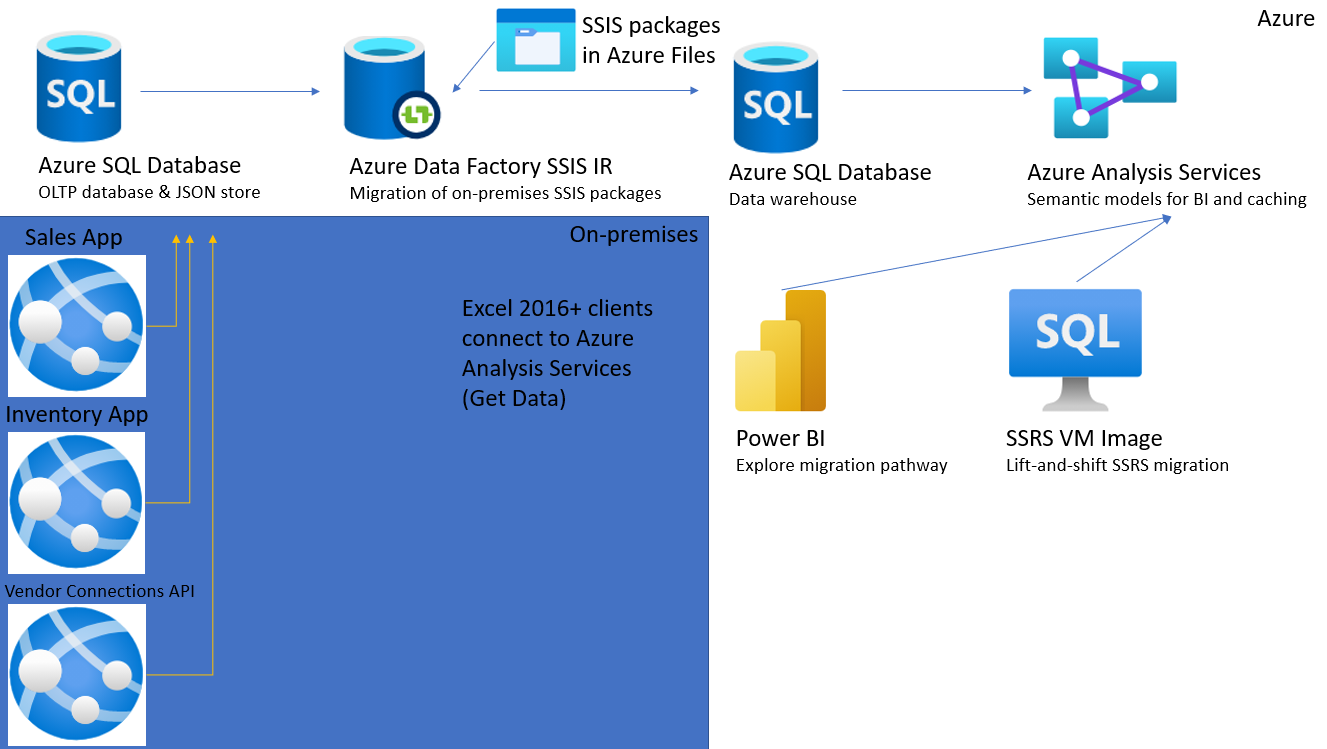 SSIS packages
in Azure Files
Azure
SQL
SQL
Azure SQL Database
OLTP database & JSON store
Azure Data Factory SSIS IR
Migration of on-premises SSIS packages
Azure SQL Database
Data warehouse
Azure Analysis Services
Semantic models for BI and caching
Sales App
On-premises
Excel 2016+ clients
connect to Azure
Analysis Services
(Get Data)
SQL
Inventory App
Power BI
Explore migration pathway
SSRS VM Image
Lift-and-shift SSRS migration
Vendor Connections API